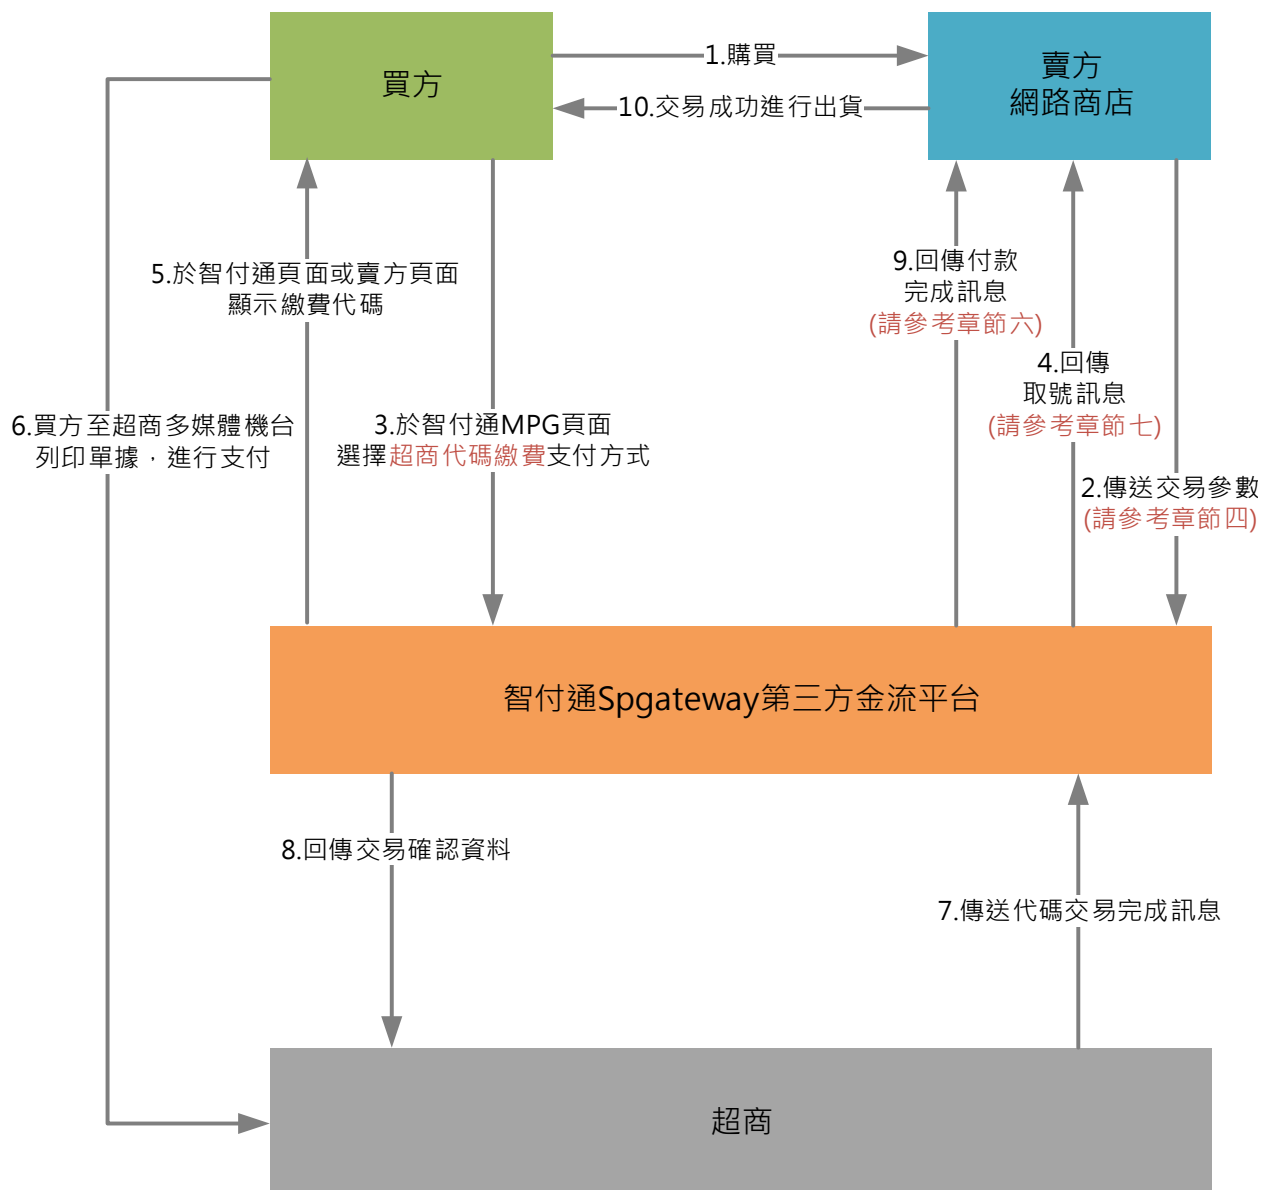 買方
1.購買
賣方
網路商店
10.交易成功進行出貨
5.於智付通頁面或賣方頁面
顯示繳費代碼
9.回傳付款
完成訊息
(請參考章節六)
4.回傳
取號訊息
(請參考章節七)
6.買方至超商多媒體機台
列印單據，進行支付
3.於智付通MPG頁面
選擇超商代碼繳費支付方式
2.傳送交易參數
(請參考章節四)
智付通Spgateway第三方金流平台
8.回傳交易確認資料
7.傳送代碼交易完成訊息
超商